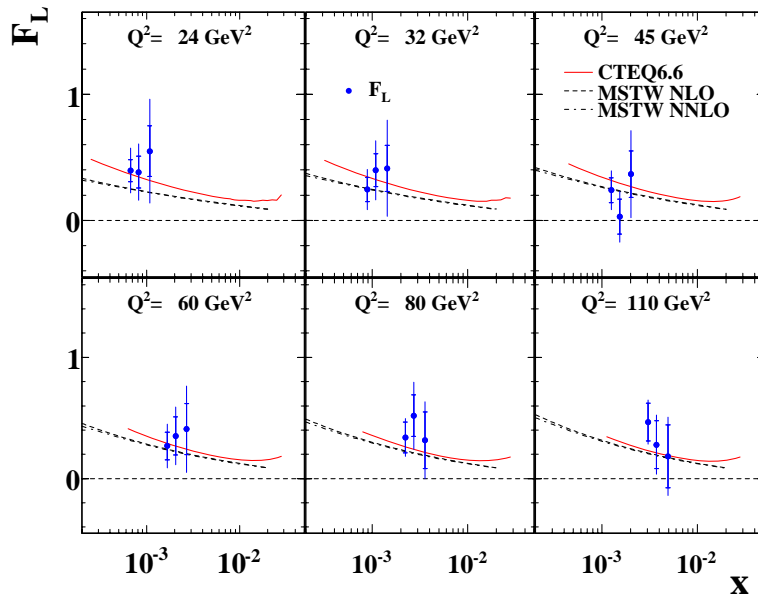 F_L
Q² = 24 GeV²
Q² = 32 GeV²
Q² = 45 GeV²
F_L
CTEQ6.6
MSTW NLO
MSTW NNLO
1
0
Q² = 60 GeV²
Q² = 80 GeV²
Q² = 110 GeV²
1
0
10⁻³ 10⁻² 10⁻³ 10⁻² 10⁻³ 10⁻²
x